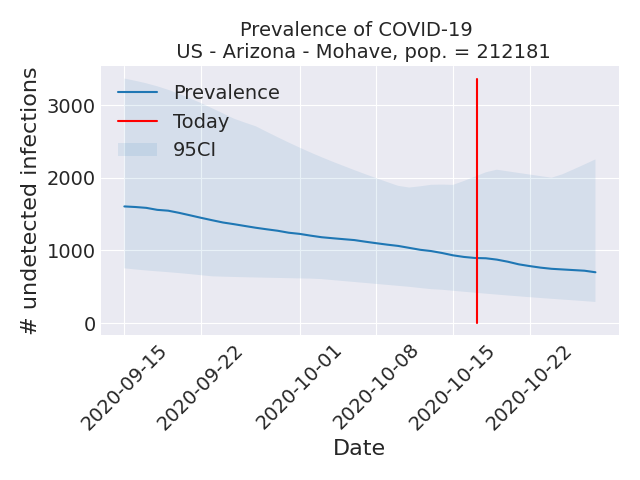 Prevalence of COVID-19
US - Arizona - Mohave, pop. = 212181
# undetected infections
3000
2000
1000
0
Prevalence
Today
95CI
2020-09-15
2020-09-22
2020-10-01
2020-10-08
2020-10-15
2020-10-22
Date